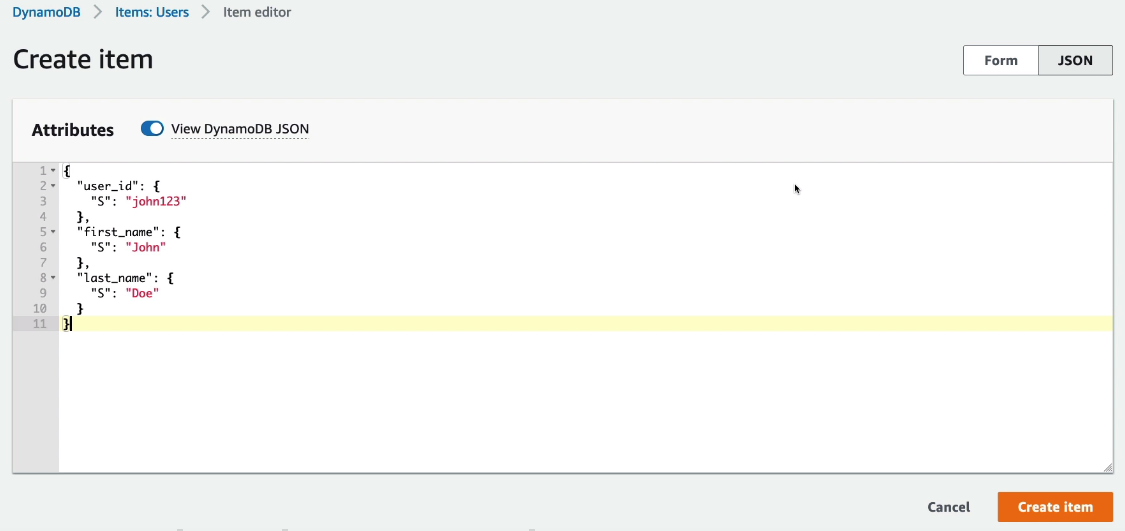 DynamoDB > Items: Users > Item editor
Create item
Form JSON
Attributes View DynamoDB JSON
1 {
2 "user_id": {
3 "S": "john123"
4 },
5 "first_name": {
6 "S": "John"
7 },
8 "last_name": {
9 "S": "Doe"
10 }
11 }
Cancel Create item